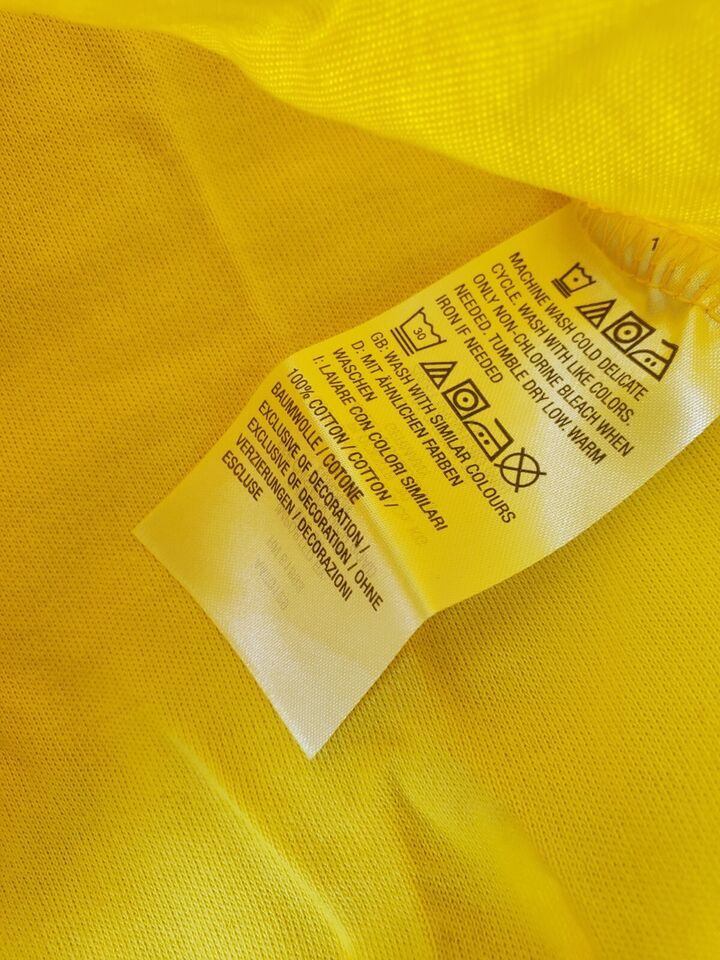 1
MACHINE WASH COLD DELICATE
CYCLE. WASH WITH LIKE COLORS.
ONLY NON-CHLORINE BLEACH WHEN
NEEDED. TUMBLE DRY LOW. WARM
IRON IF NEEDED
30
GB: WASH WITH SIMILAR COLOURS
D: MIT ÄHNLICHEN FARBEN
WASCHEN
I: LAVARE CON COLORI SIMILARI
100% COTTON / COTTON /
BAUMWOLLE / COTONE
EXCLUSIVE OF DECORATION /
EXCLUSIVE OF DECORATION / OHNE
VERZIERUNGEN / DECORAZIONI
ESCLUSE